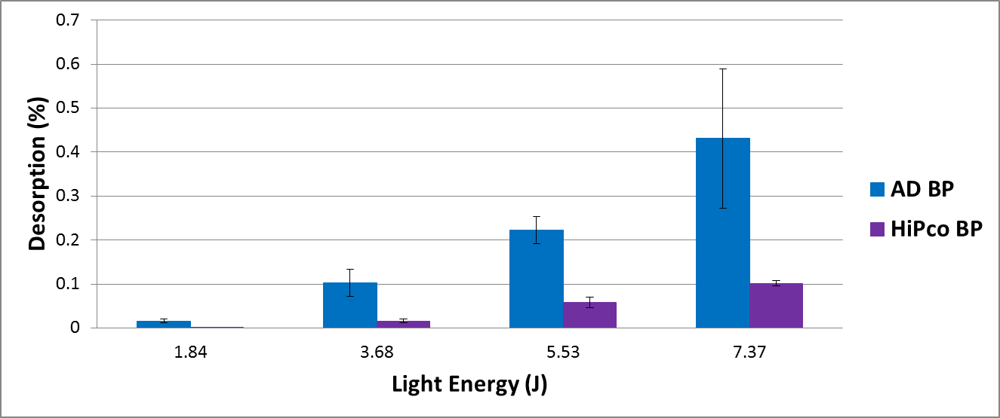 0.7
0.6
0.5
0.4
0.3
0.2
0.1
0
Desorption (%)
1.84 3.68 5.53 7.37
Light Energy (J)
AD BP
HiPco BP